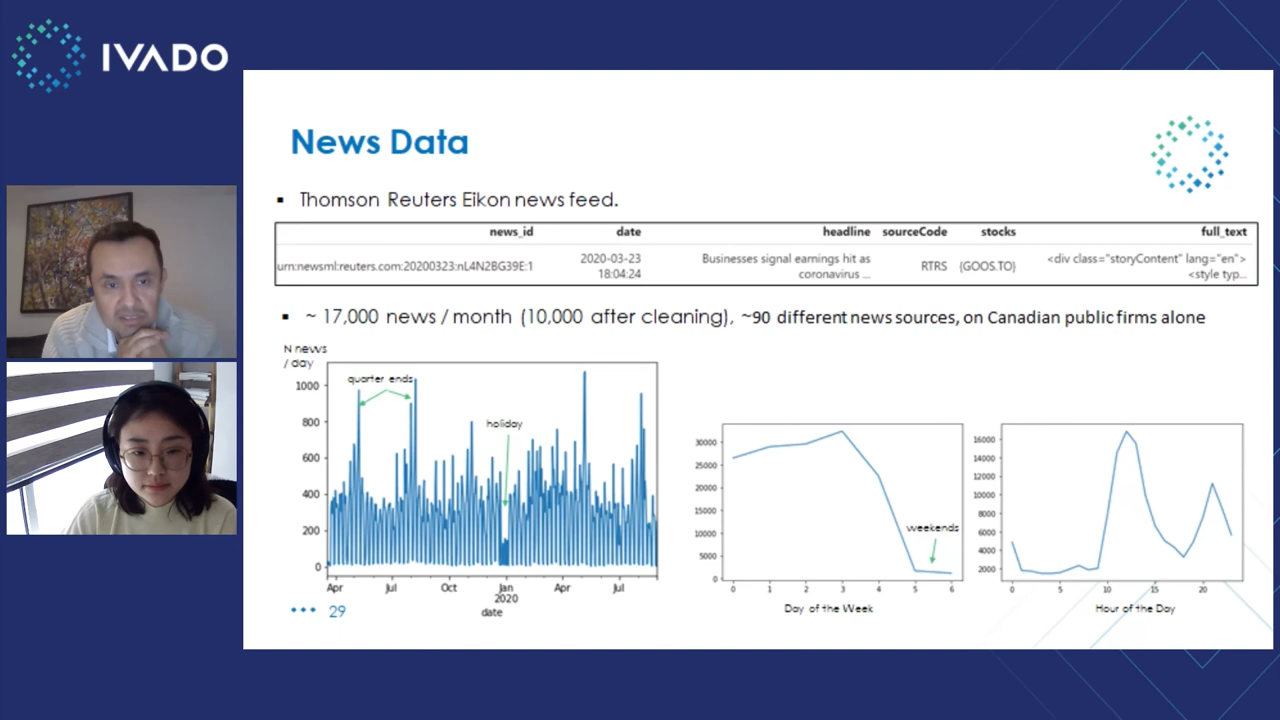 IVADO
News Data
▪ Thomson Reuters Eikon news feed.
news_id date headline sourceCode stocks full_text
urn:newsml:reuters.com:20200323:nL4N2BG39E:1 2020-03-23 18:04:24 Businesses signal earnings hit as coronavirus ... RTRS {GOOS.TO} <div class="storyContent" lang="en"> <style typ...
▪ ~ 17,000 news / month (10,000 after cleaning), ~90 different news sources, on Canadian public firms alone
N news
/ day
1000
800
600
400
200
0
quarter ends
holiday
Apr Jul Oct Jan Apr Jul
2020
date
30000
25000
20000
15000
10000
5000
0
weekends
0 1 2 3 4 5 6
Day of the Week
16000
14000
12000
10000
8000
6000
4000
2000
0 5 10 15 20
Hour of the Day
••• 29